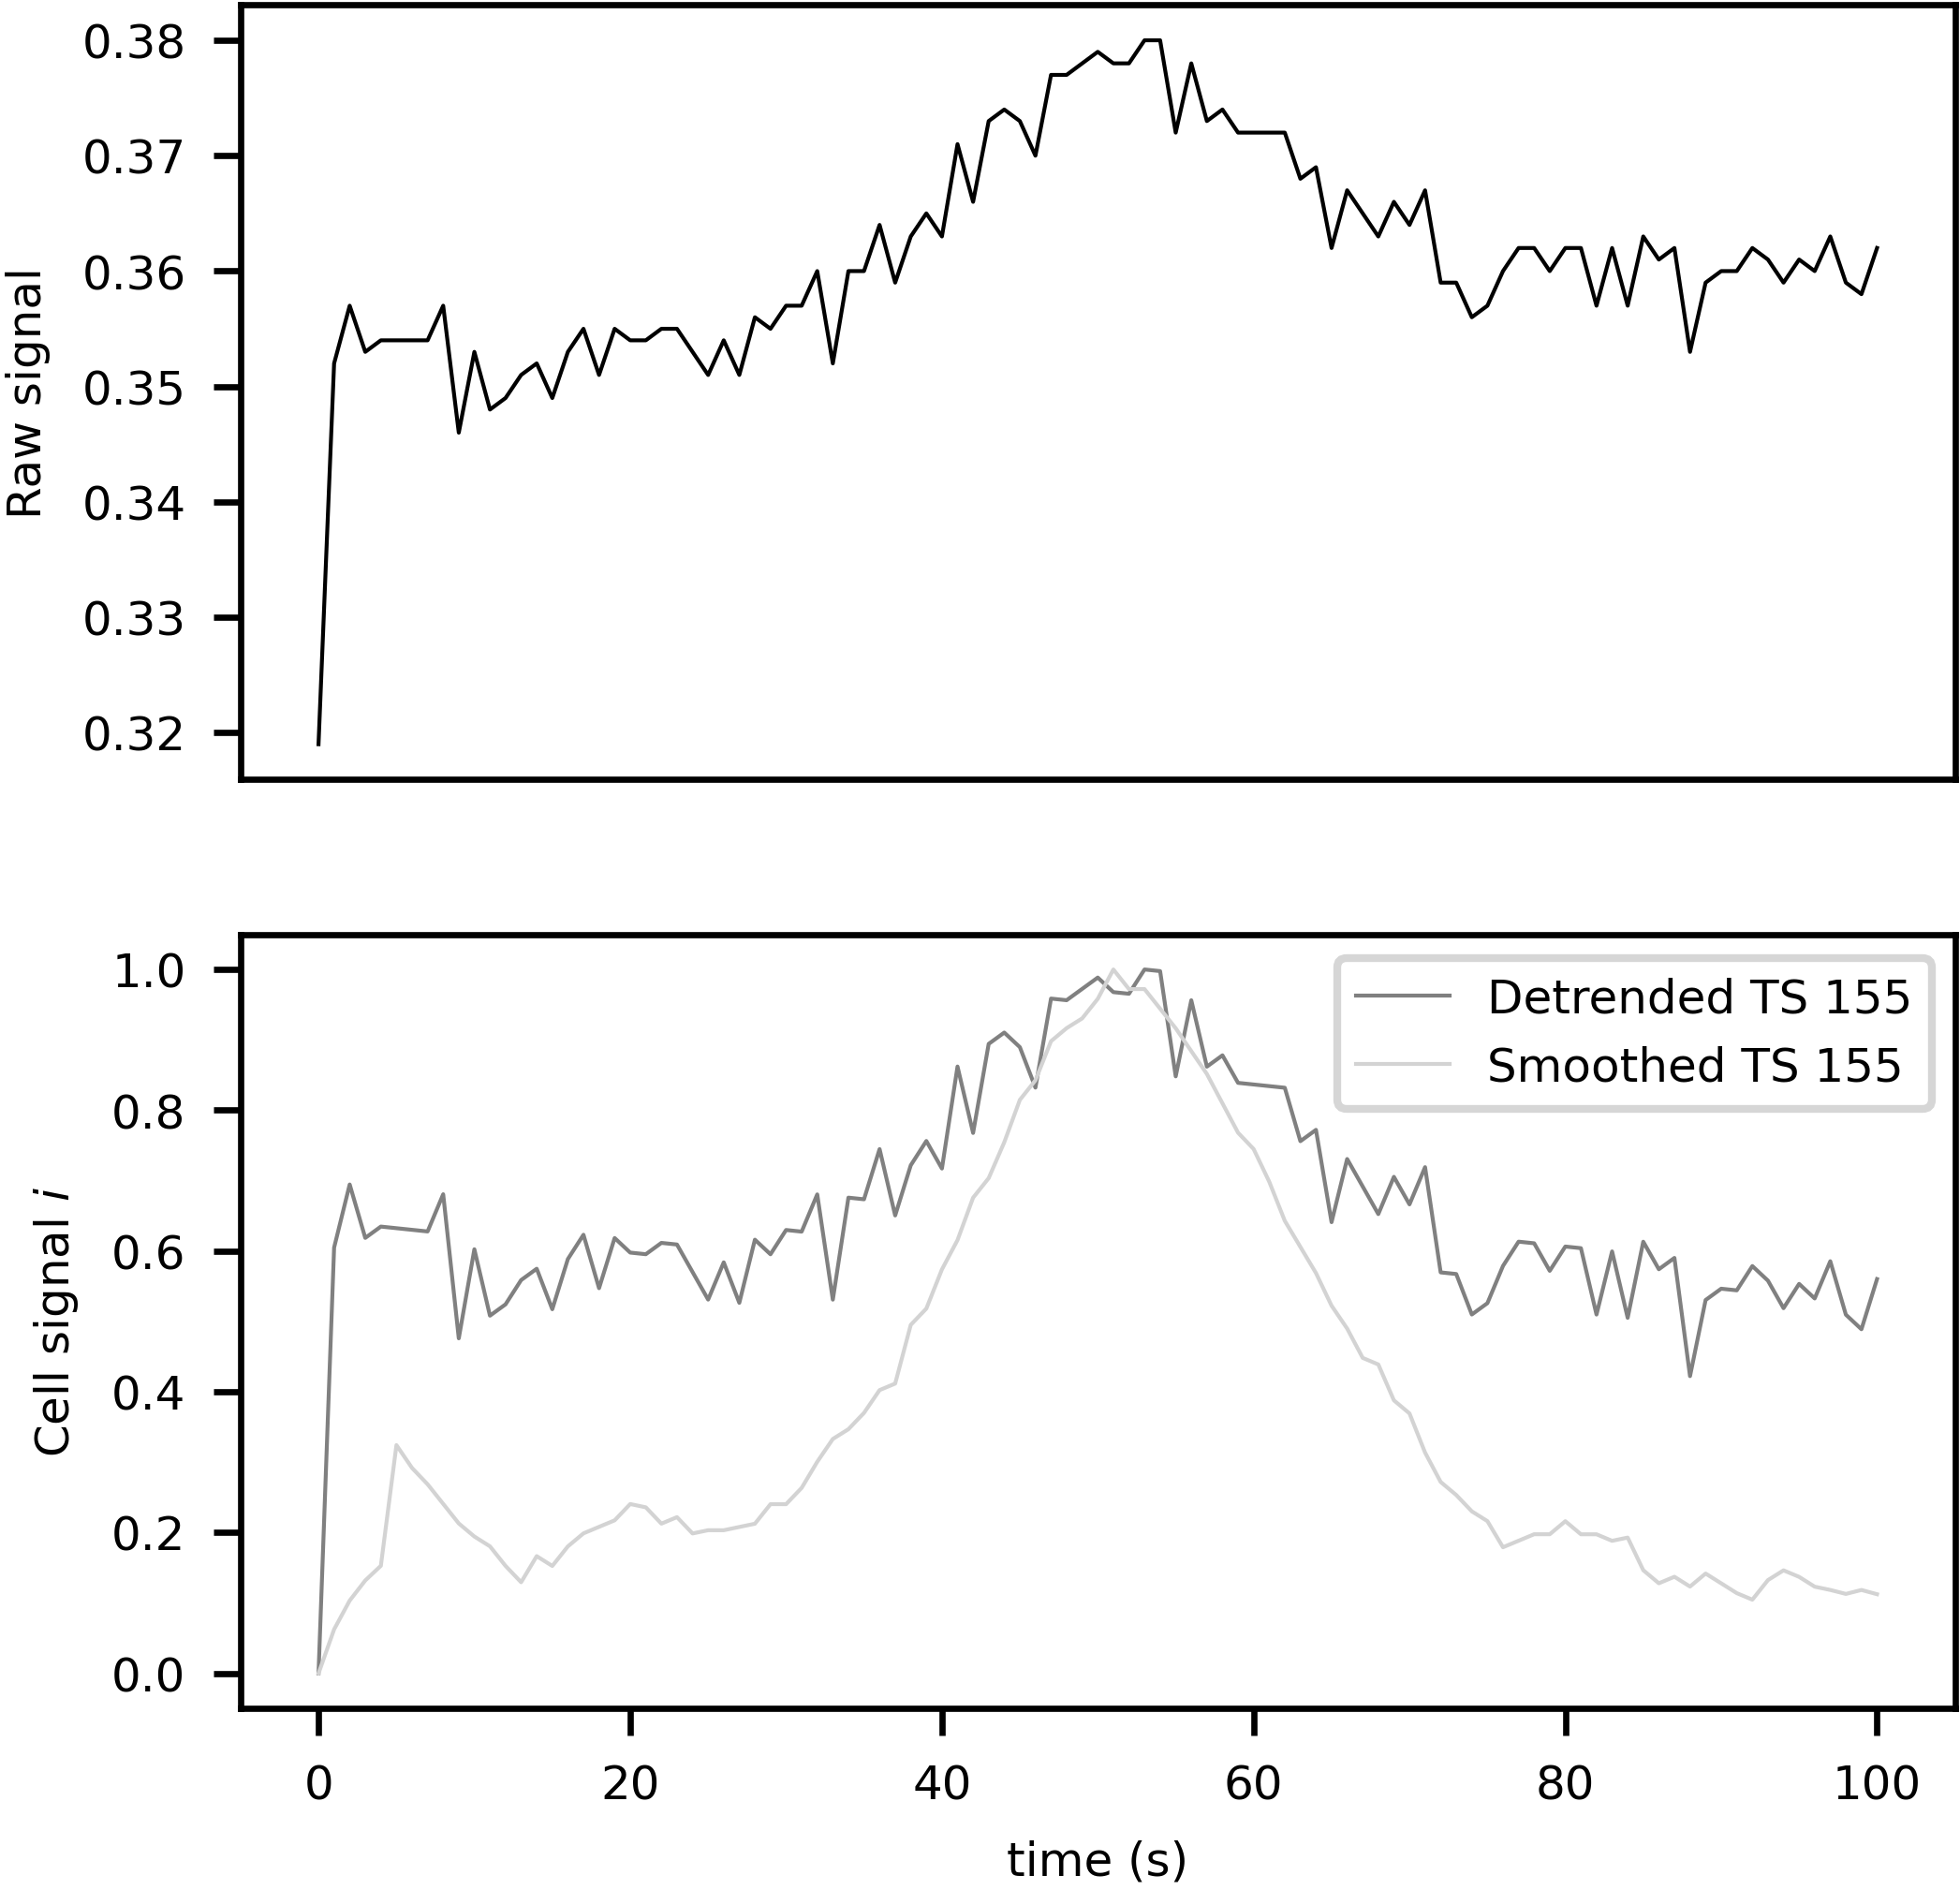 Raw signal
0.38
0.37
0.36
0.35
0.34
0.33
0.32
Cell signal i
1.0
0.8
0.6
0.4
0.2
0.0
Detrended TS 155
Smoothed TS 155
0 20 40 60 80 100
time (s)